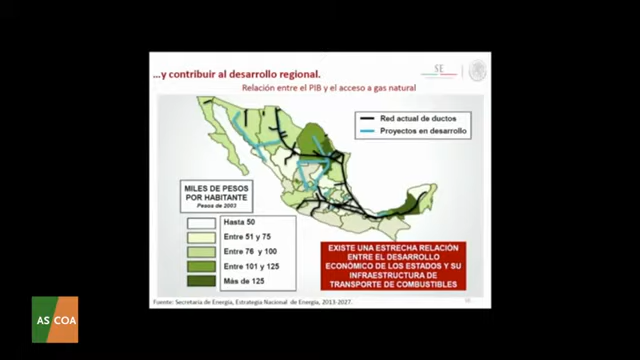 ...y contribuir al desarrollo regional.
SE
Relación entre el PIB y el acceso a gas natural
Red actual de ductos
Proyectos en desarrollo
MILES DE PESOS
POR HABITANTE
Pesos de 2003
Hasta 50
Entre 51 y 75
Entre 76 y 100
Entre 101 y 125
Más de 125
EXISTE UNA ESTRECHA RELACIÓN
ENTRE EL DESARROLLO
ECONÓMICO DE LOS ESTADOS Y SU
INFRAESTRUCTURA DE
TRANSPORTE DE COMBUSTIBLES
Fuente: Secretaría de Energía, Estrategia Nacional de Energía, 2013-2027.
AS COA